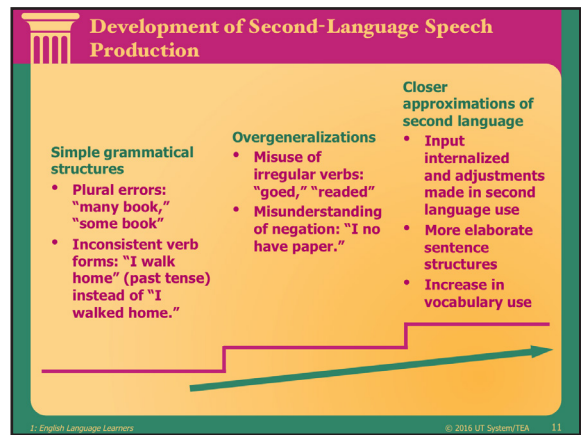 Development of Second-Language Speech
Production
Simple grammatical
structures
• Plural errors:
“many book,”
“some book”
• Inconsistent verb
forms: “I walk
home” (past tense)
instead of “I
walked home.”
Overgeneralizations
• Misuse of
irregular verbs:
“goed,” “readed”
• Misunderstanding
of negation: “I no
have paper.”
Closer
approximations of
second language
• Input
internalized
and adjustments
made in second
language use
• More elaborate
sentence
structures
• Increase in
vocabulary use
1: English Language Learners
© 2016 UT System/TEA 11